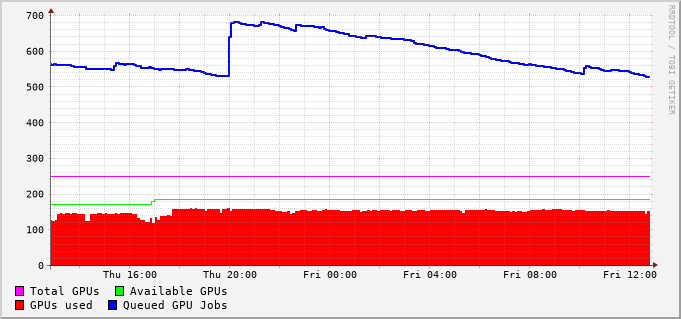 700
600
500
400
300
200
100
0
Thu 16:00 Thu 20:00 Fri 00:00 Fri 04:00 Fri 08:00 Fri 12:00
Total GPUs Available GPUs
GPUs used Queued GPU Jobs
RRDTOOL / TOBI OETIKER